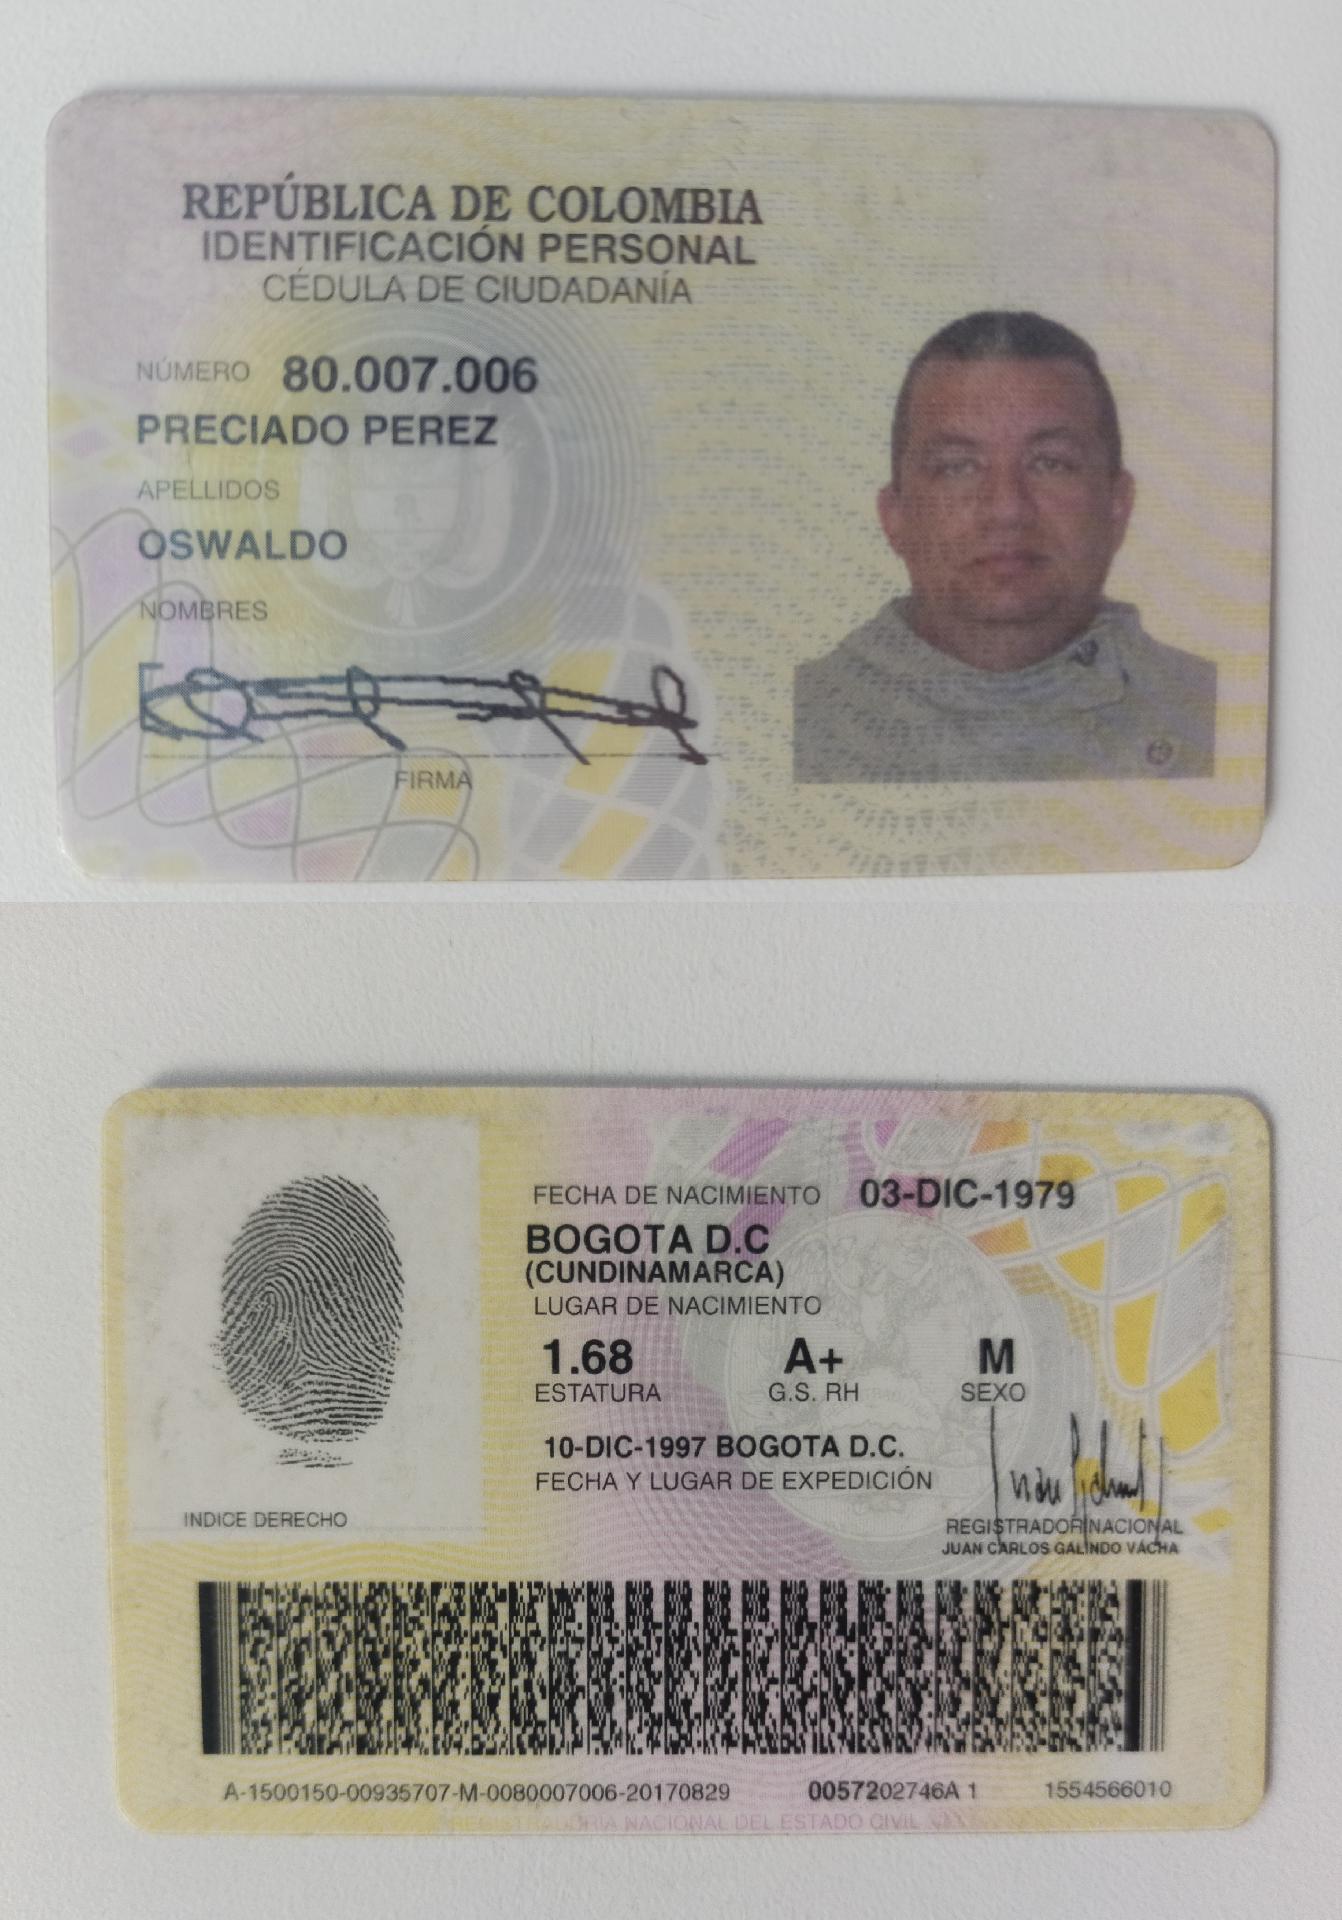 REPÚBLICA DE COLOMBIA
IDENTIFICACIÓN PERSONAL
CÉDULA DE CIUDADANÍA
NÚMERO 80.007.006
PRECIADO PEREZ
APELLIDOS
OSWALDO
NOMBRES
FIRMA
FECHA DE NACIMIENTO 03-DIC-1979
BOGOTA D.C
(CUNDINAMARCA)
LUGAR DE NACIMIENTO
1.68 A+ M
ESTATURA G.S. RH SEXO
10-DIC-1997 BOGOTA D.C.
FECHA Y LUGAR DE EXPEDICIÓN
INDICE DERECHO
REGISTRADOR NACIONAL
JUAN CARLOS GALINDO VÁCHA
A-1500150-00935707-M-0080007006-20170829 0057202746A 1 1554566010
REGISTRADURIA NACIONAL DEL ESTADO CIVIL